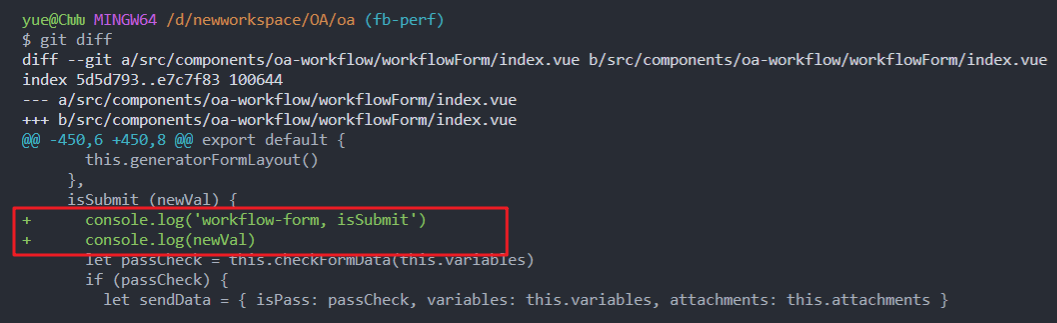 yue@ MINGW64 /d/newworkspace/OA/oa (fb-perf)
$ git diff
diff --git a/src/components/oa-workflow/workflowForm/index.vue b/src/components/oa-workflow/workflowForm/index.vue
index 5d5d793..e7c7f83 100644
--- a/src/components/oa-workflow/workflowForm/index.vue
+++ b/src/components/oa-workflow/workflowForm/index.vue
@@ -450,6 +450,8 @@ export default {
       this.generatorFormLayout()
     },
     isSubmit (newVal) {
+      console.log('workflow-form, isSubmit')
+      console.log(newVal)
       let passCheck = this.checkFormData(this.variables)
       if (passCheck) {
         let sendData = { isPass: passCheck, variables: this.variables, attachments: this.attachments }